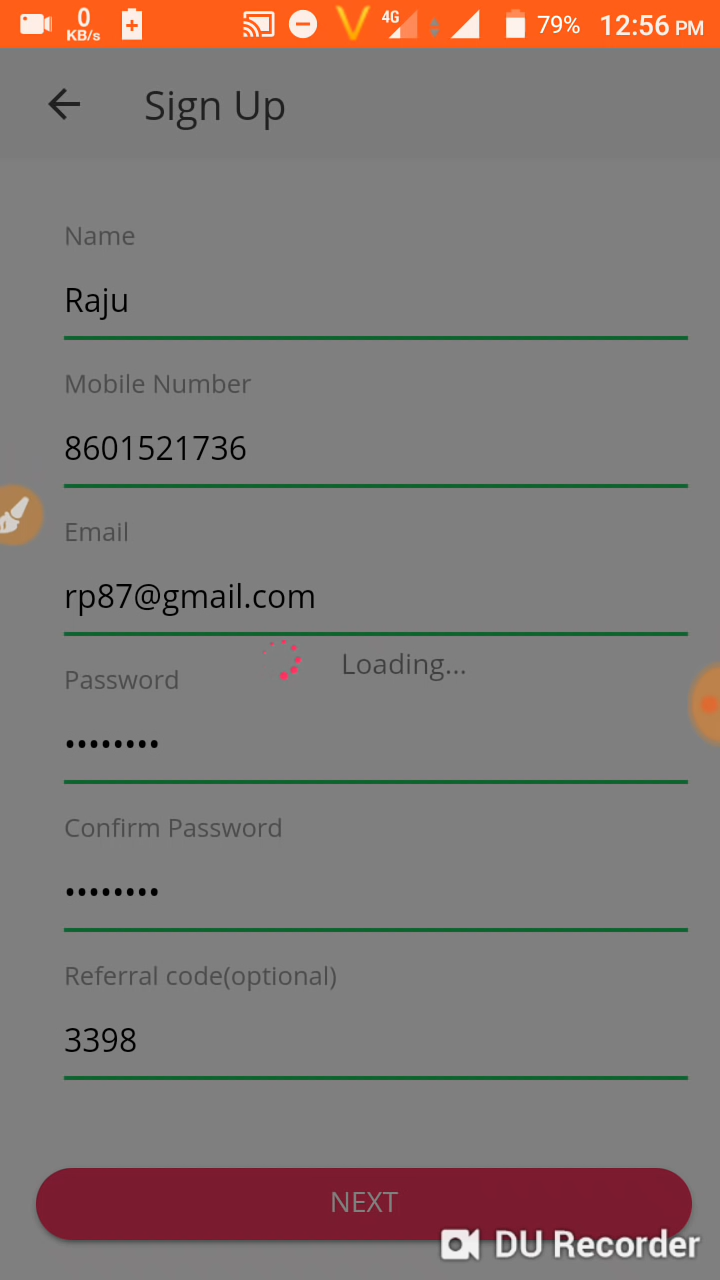 0
KB/s
4G
79%
12:56 PM
Sign Up
Name
Raju
Mobile Number
8601521736
Email
rp87@gmail.com
Loading...
Password
••••••••
Confirm Password
••••••••
Referral code(optional)
3398
NEXT
DU Recorder